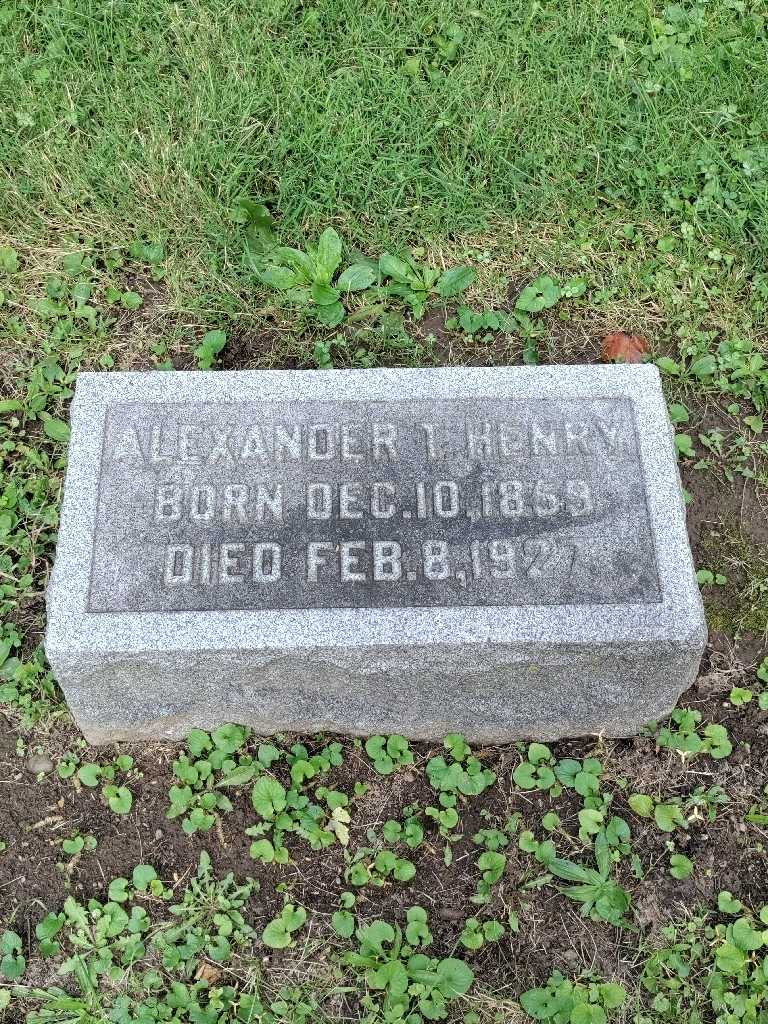 ALEXANDER T. HENRY
BORN DEC. 10, 1859
DIED FEB. 8, 1927.